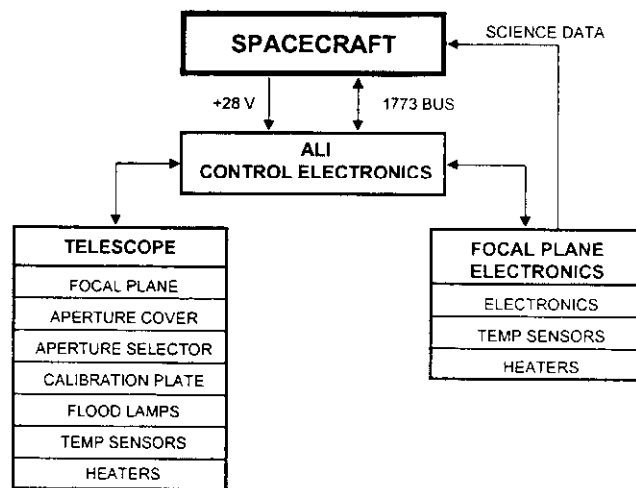 SPACECRAFT
SCIENCE DATA
+28 V
1773 BUS
ALI
CONTROL ELECTRONICS
TELESCOPE
FOCAL PLANE
APERTURE COVER
APERTURE SELECTOR
CALIBRATION PLATE
FLOOD LAMPS
TEMP SENSORS
HEATERS
FOCAL PLANE
ELECTRONICS
ELECTRONICS
TEMP SENSORS
HEATERS